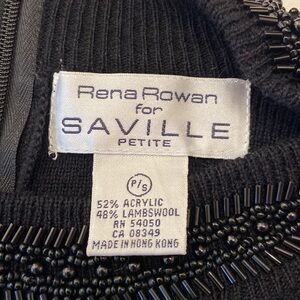 Rena Rowan
for
SAVILLE
PETITE
P/S
52% ACRYLIC
48% LAMBSWOOL
RN 54050
CA 08349
MADE IN HONG KONG